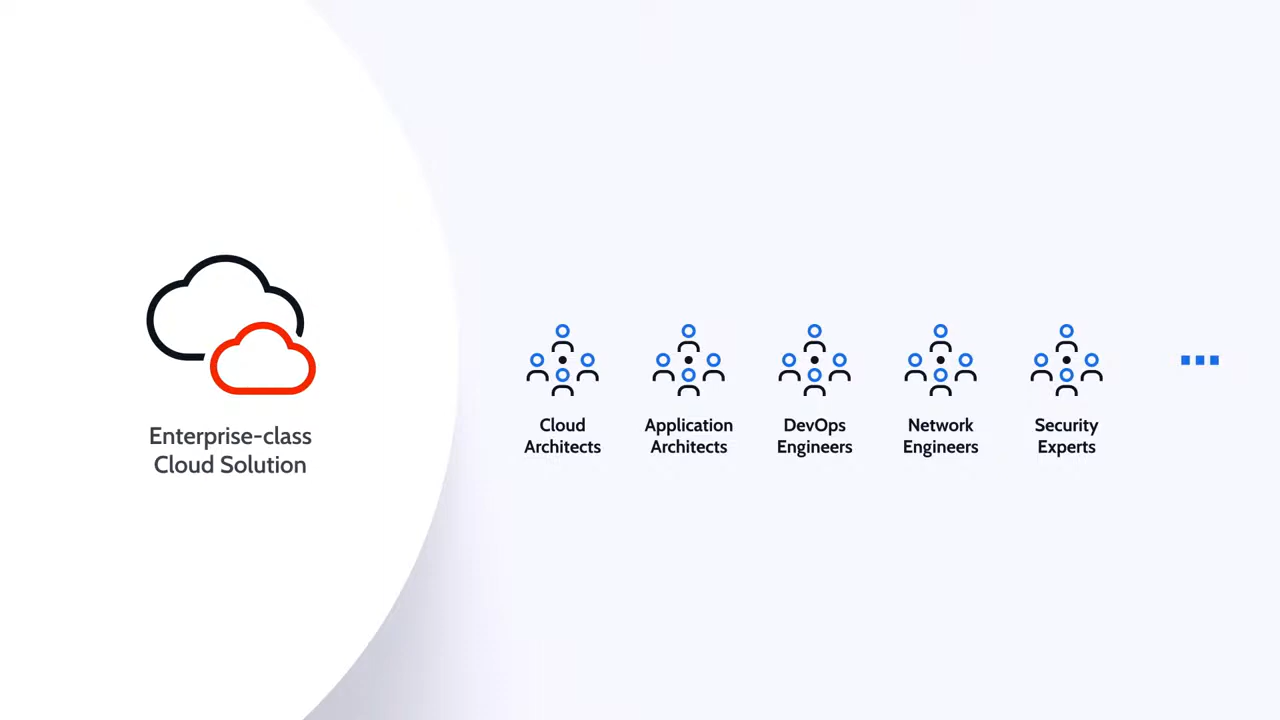 Enterprise-class
Cloud Solution
Cloud
Architects
Application
Architects
DevOps
Engineers
Network
Engineers
Security
Experts